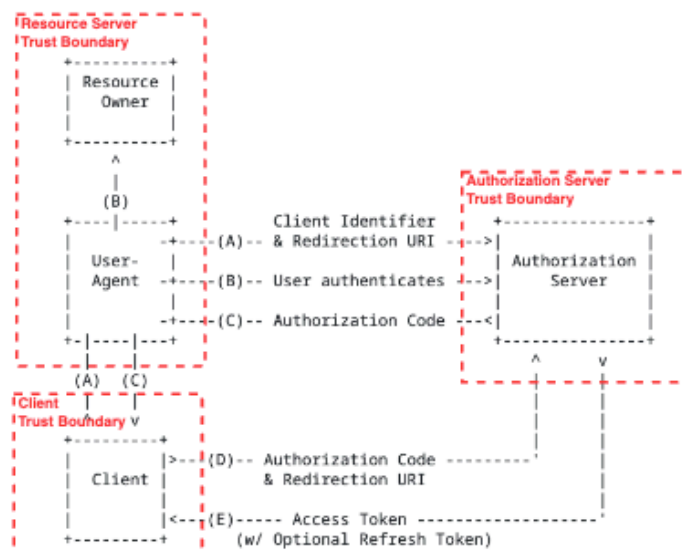 Resource Server
Trust Boundary
Resource
Owner
(B)
Authorization Server
Trust Boundary
Client Identifier
(A)-- & Redirection URI
User-
Agent
(B)-- User authenticates
Authorization
Server
(C)-- Authorization Code
(A) (C)
Client
Trust Boundary
Client
(D)-- Authorization Code
& Redirection URI
(E)----- Access Token
(w/ Optional Refresh Token)